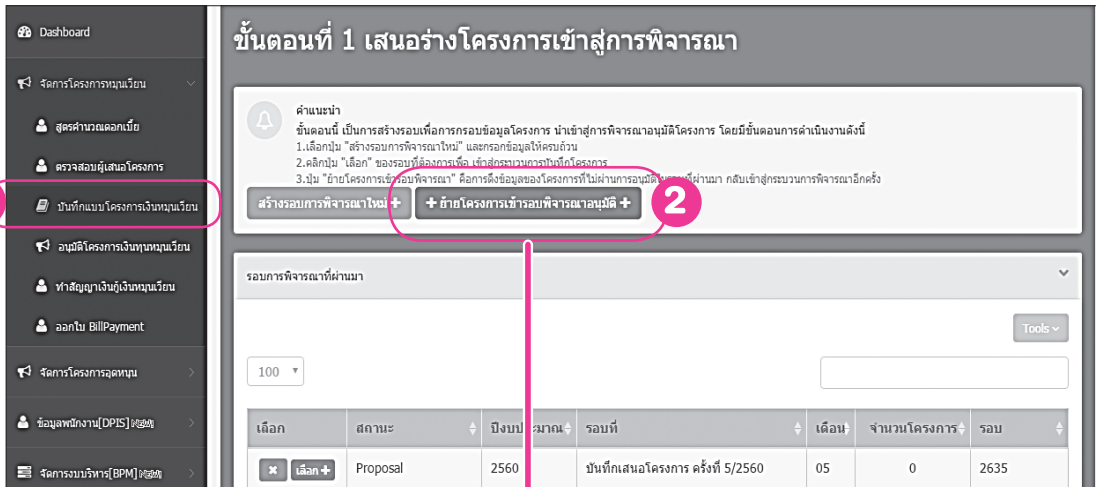 Dashboard
จัดการโครงการหมุนเวียน
สูตรคำนวณดอกเบี้ย
ตรวจสอบผู้เสนอโครงการ
บันทึกแบบโครงการเงินหมุนเวียน
อนุมัติโครงการเงินทุนหมุนเวียน
ทำสัญญาเงินกู้เงินหมุนเวียน
ออกใบ BillPayment
จัดการโครงการอุดหนุน
ข้อมูลพนักงาน[DPIS]
จัดการงบบริหาร[BPM]
ขั้นตอนที่ 1 เสนอร่างโครงการเข้าสู่การพิจารณา
คำแนะนำ
ขั้นตอนนี้ เป็นการสร้างรอบเพื่อการกรอบข้อมูลโครงการ นำเข้าสู่การพิจารณาอนุมัติโครงการ โดยมีขั้นตอนการดำเนินงานดังนี้
1.เลือกปุ่ม "สร้างรอบการพิจารณาใหม่" และกรอกข้อมูลให้ครบถ้วน
2.คลิกปุ่ม "เลือก" ของรอบที่ต้องการเพื่อ เข้าสู่กระบวนการบันทึกโครงการ
3.ปุ่ม "ย้ายโครงการเข้ารอบพิจารณา" คือการดึงข้อมูลของโครงการที่ไม่ผ่านการอนุมัติในรอบที่ผ่านมา กลับเข้าสู่กระบวนการพิจารณาอีกครั้ง
สร้างรอบการพิจารณาใหม่ +
+ ย้ายโครงการเข้ารอบพิจารณาอนุมัติ +
2
รอบการพิจารณาที่ผ่านมา
Tools
100
เลือก สถานะ ปีงบประมาณ รอบที่ เดือน จำนวนโครงการ รอบ
เลือก + Proposal 2560 บันทึกเสนอโครงการ ครั้งที่ 5/2560 05 0 2635